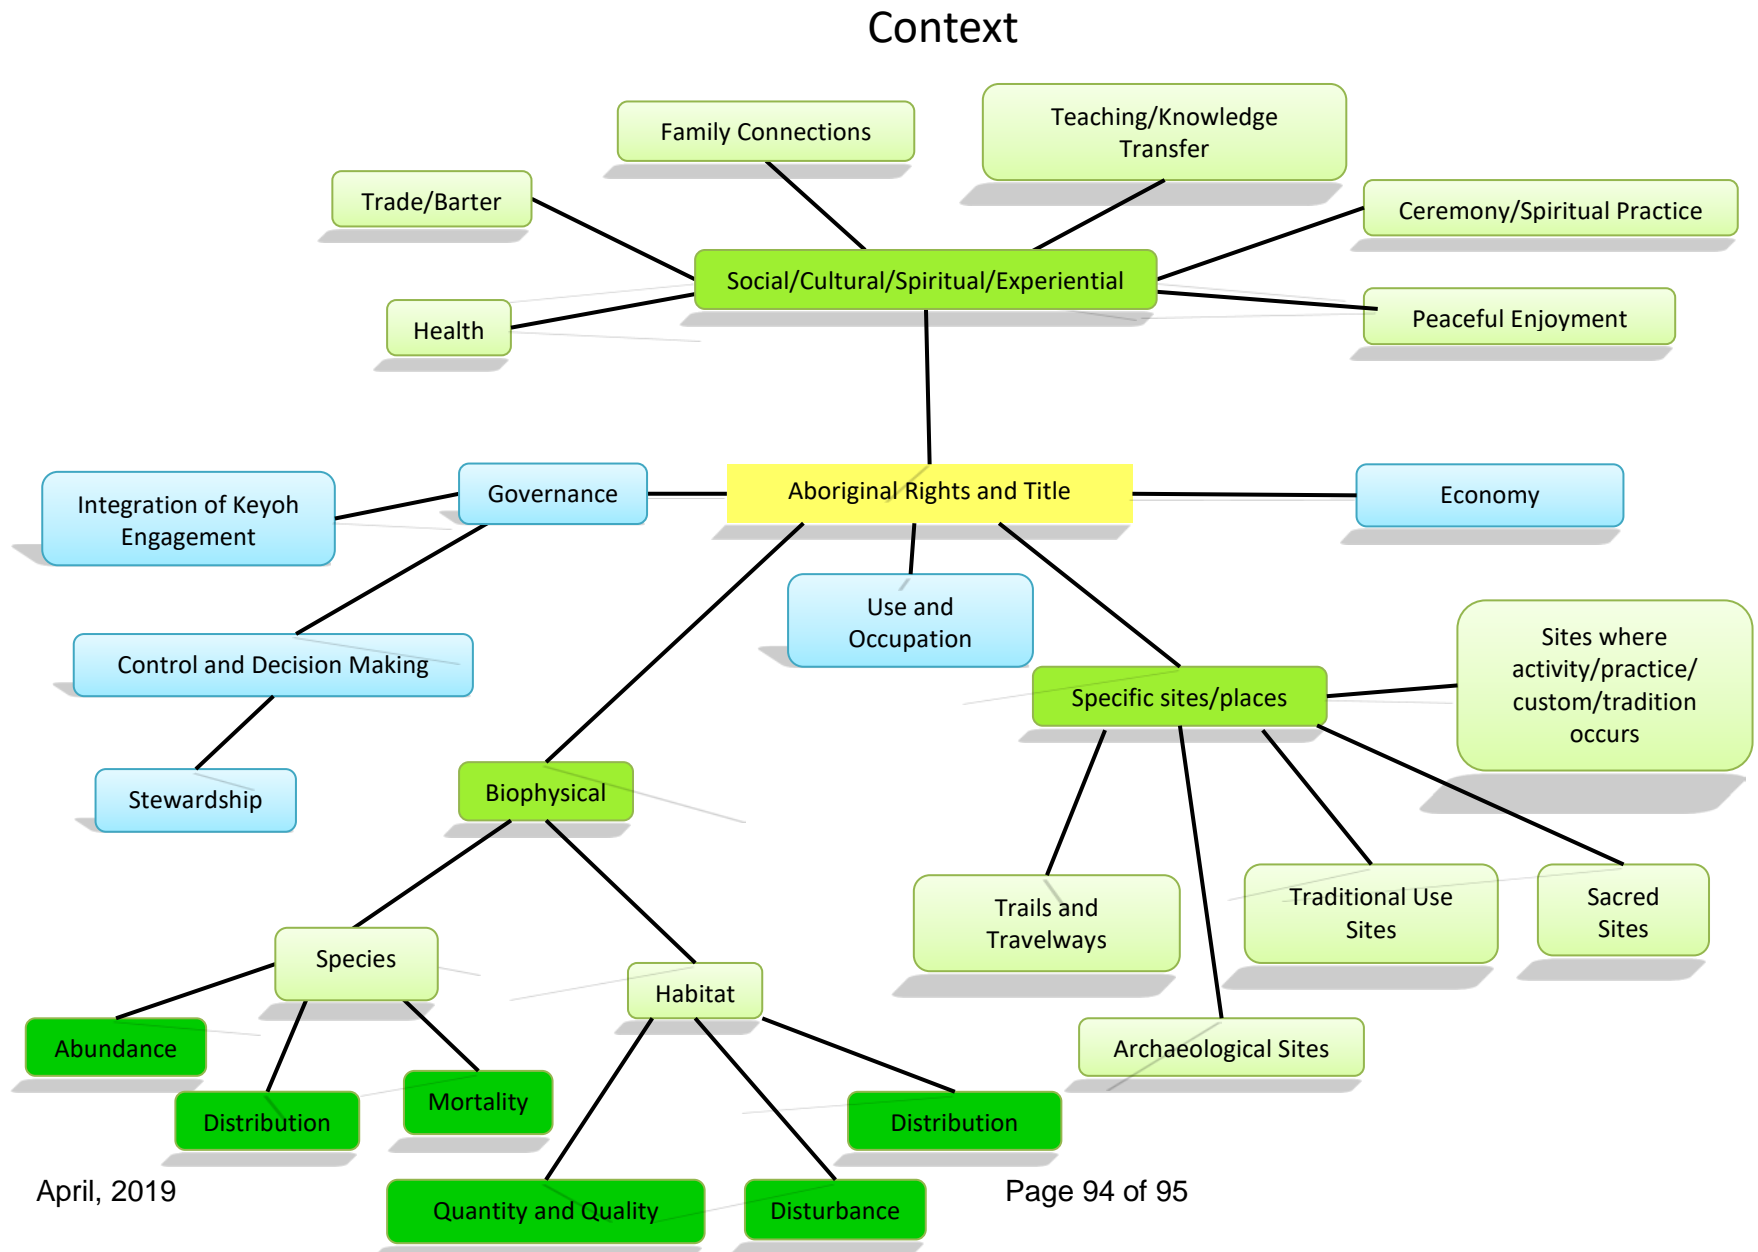 Context
Family Connections
Teaching/Knowledge
Transfer
Trade/Barter
Ceremony/Spiritual Practice
Social/Cultural/Spiritual/Experiential
Health
Peaceful Enjoyment
Integration of Keyoh
Engagement
Governance
Aboriginal Rights and Title
Economy
Use and
Occupation
Control and Decision Making
Specific sites/places
Sites where
activity/practice/
custom/tradition
occurs
Stewardship
Biophysical
Trails and
Travelways
Traditional Use
Sites
Sacred
Sites
Species
Habitat
Archaeological Sites
Abundance
Distribution
Mortality
Distribution
Quantity and Quality
Disturbance
April, 2019
Page 94 of 95